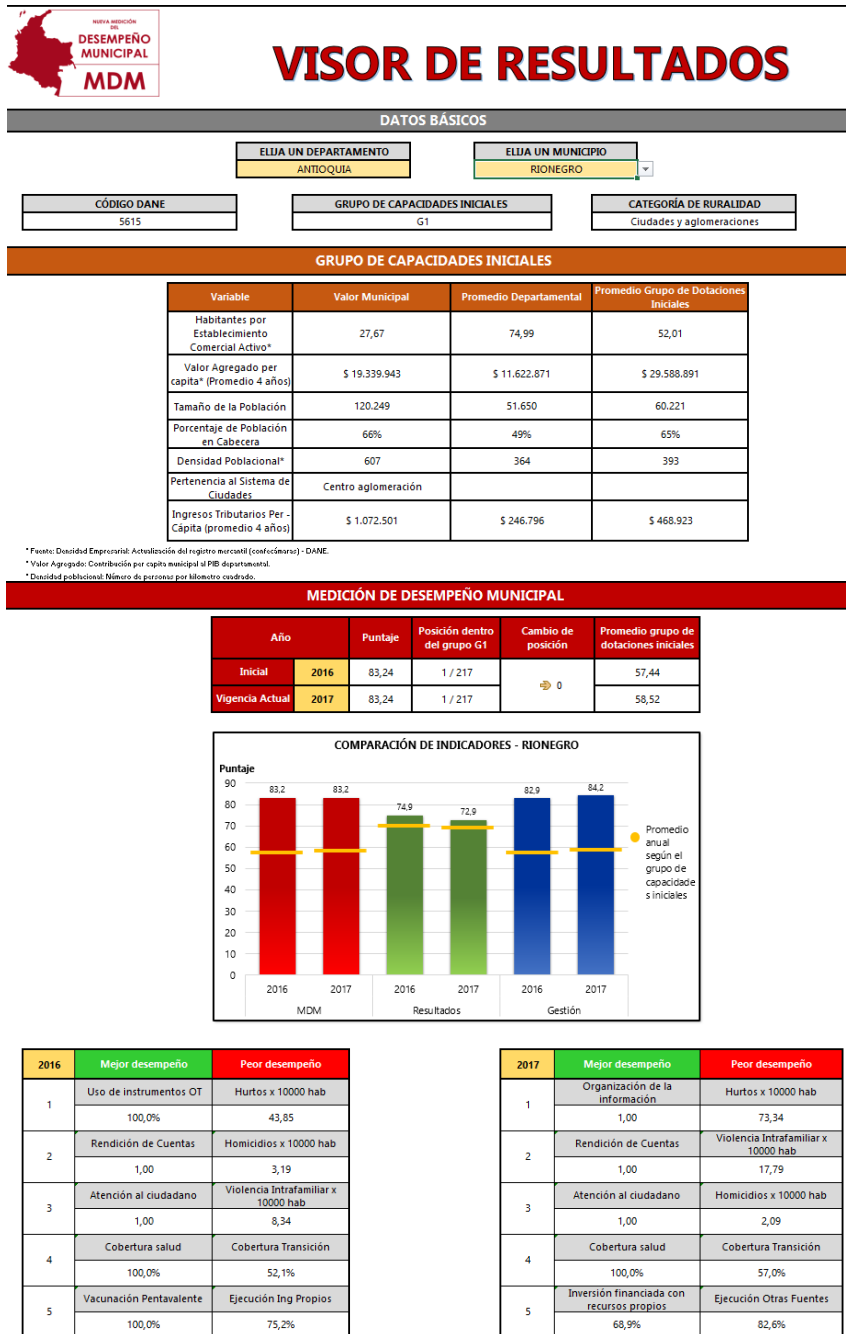 NUEVA MEDICIÓN
DEL
DESEMPEÑO
MUNICIPAL
MDM
VISOR DE RESULTADOS
DATOS BÁSICOS
ELIJA UN DEPARTAMENTO
ELIJA UN MUNICIPIO
ANTIOQUIA
RIONEGRO
CÓDIGO DANE
GRUPO DE CAPACIDADES INICIALES
CATEGORÍA DE RURALIDAD
5615
G1
Ciudades y aglomeraciones
GRUPO DE CAPACIDADES INICIALES
Variable
Valor Municipal
Promedio Departamental
Promedio Grupo de Dotaciones
Iniciales
Habitantes por
Establecimiento
Comercial Activo*
27,67
74,99
52,01
Valor Agregado per
capita* (Promedio 4 años)
$ 19.339.943
$ 11.622.871
$ 29.588.891
Tamaño de la Población
120.249
51.650
60.221
Porcentaje de Población
en Cabecera
66%
49%
65%
Densidad Poblacional*
607
364
393
Pertenencia al Sistema de
Ciudades
Centro aglomeración
Ingresos Tributarios Per -
Cápita (promedio 4 años)
$ 1.072.501
$ 246.796
$ 468.923
* Fuente: Densidad Empresarial: Actualización del registro mercantil (confecámaras) - DANE.
* Valor Agregado: Contribución per capita municipal al PIB departamental.
* Densidad poblacional: Número de personas por kilometro cuadrado.
MEDICIÓN DE DESEMPEÑO MUNICIPAL
Año
Puntaje
Posición dentro
del grupo G1
Cambio de
posición
Promedio grupo de
dotaciones iniciales
Inicial
2016
83,24
1 / 217
0
57,44
Vigencia Actual
2017
83,24
1 / 217
58,52
COMPARACIÓN DE INDICADORES - RIONEGRO
Puntaje
90
80
70
60
50
40
30
20
10
0
83,2
83,2
74,9
72,9
82,9
84,2
2016
2017
2016
2017
2016
2017
MDM
Resultados
Gestión
Promedio
anual
según el
grupo de
capacidade
s iniciales
2016
Mejor desempeño
Peor desempeño
1
Uso de instrumentos OT
Hurtos x 10000 hab
100,0%
43,85
2
Rendición de Cuentas
Homicidios x 10000 hab
1,00
3,19
3
Atención al ciudadano
Violencia Intrafamiliar x
10000 hab
1,00
8,34
4
Cobertura salud
Cobertura Transición
100,0%
52,1%
5
Vacunación Pentavalente
Ejecución Ing Propios
100,0%
75,2%
2017
Mejor desempeño
Peor desempeño
1
Organización de la
información
Hurtos x 10000 hab
1,00
73,34
2
Rendición de Cuentas
Violencia Intrafamiliar x
10000 hab
1,00
17,79
3
Atención al ciudadano
Homicidios x 10000 hab
1,00
2,09
4
Cobertura salud
Cobertura Transición
100,0%
57,0%
5
Inversión financiada con
recursos propios
Ejecución Otras Fuentes
68,9%
82,6%